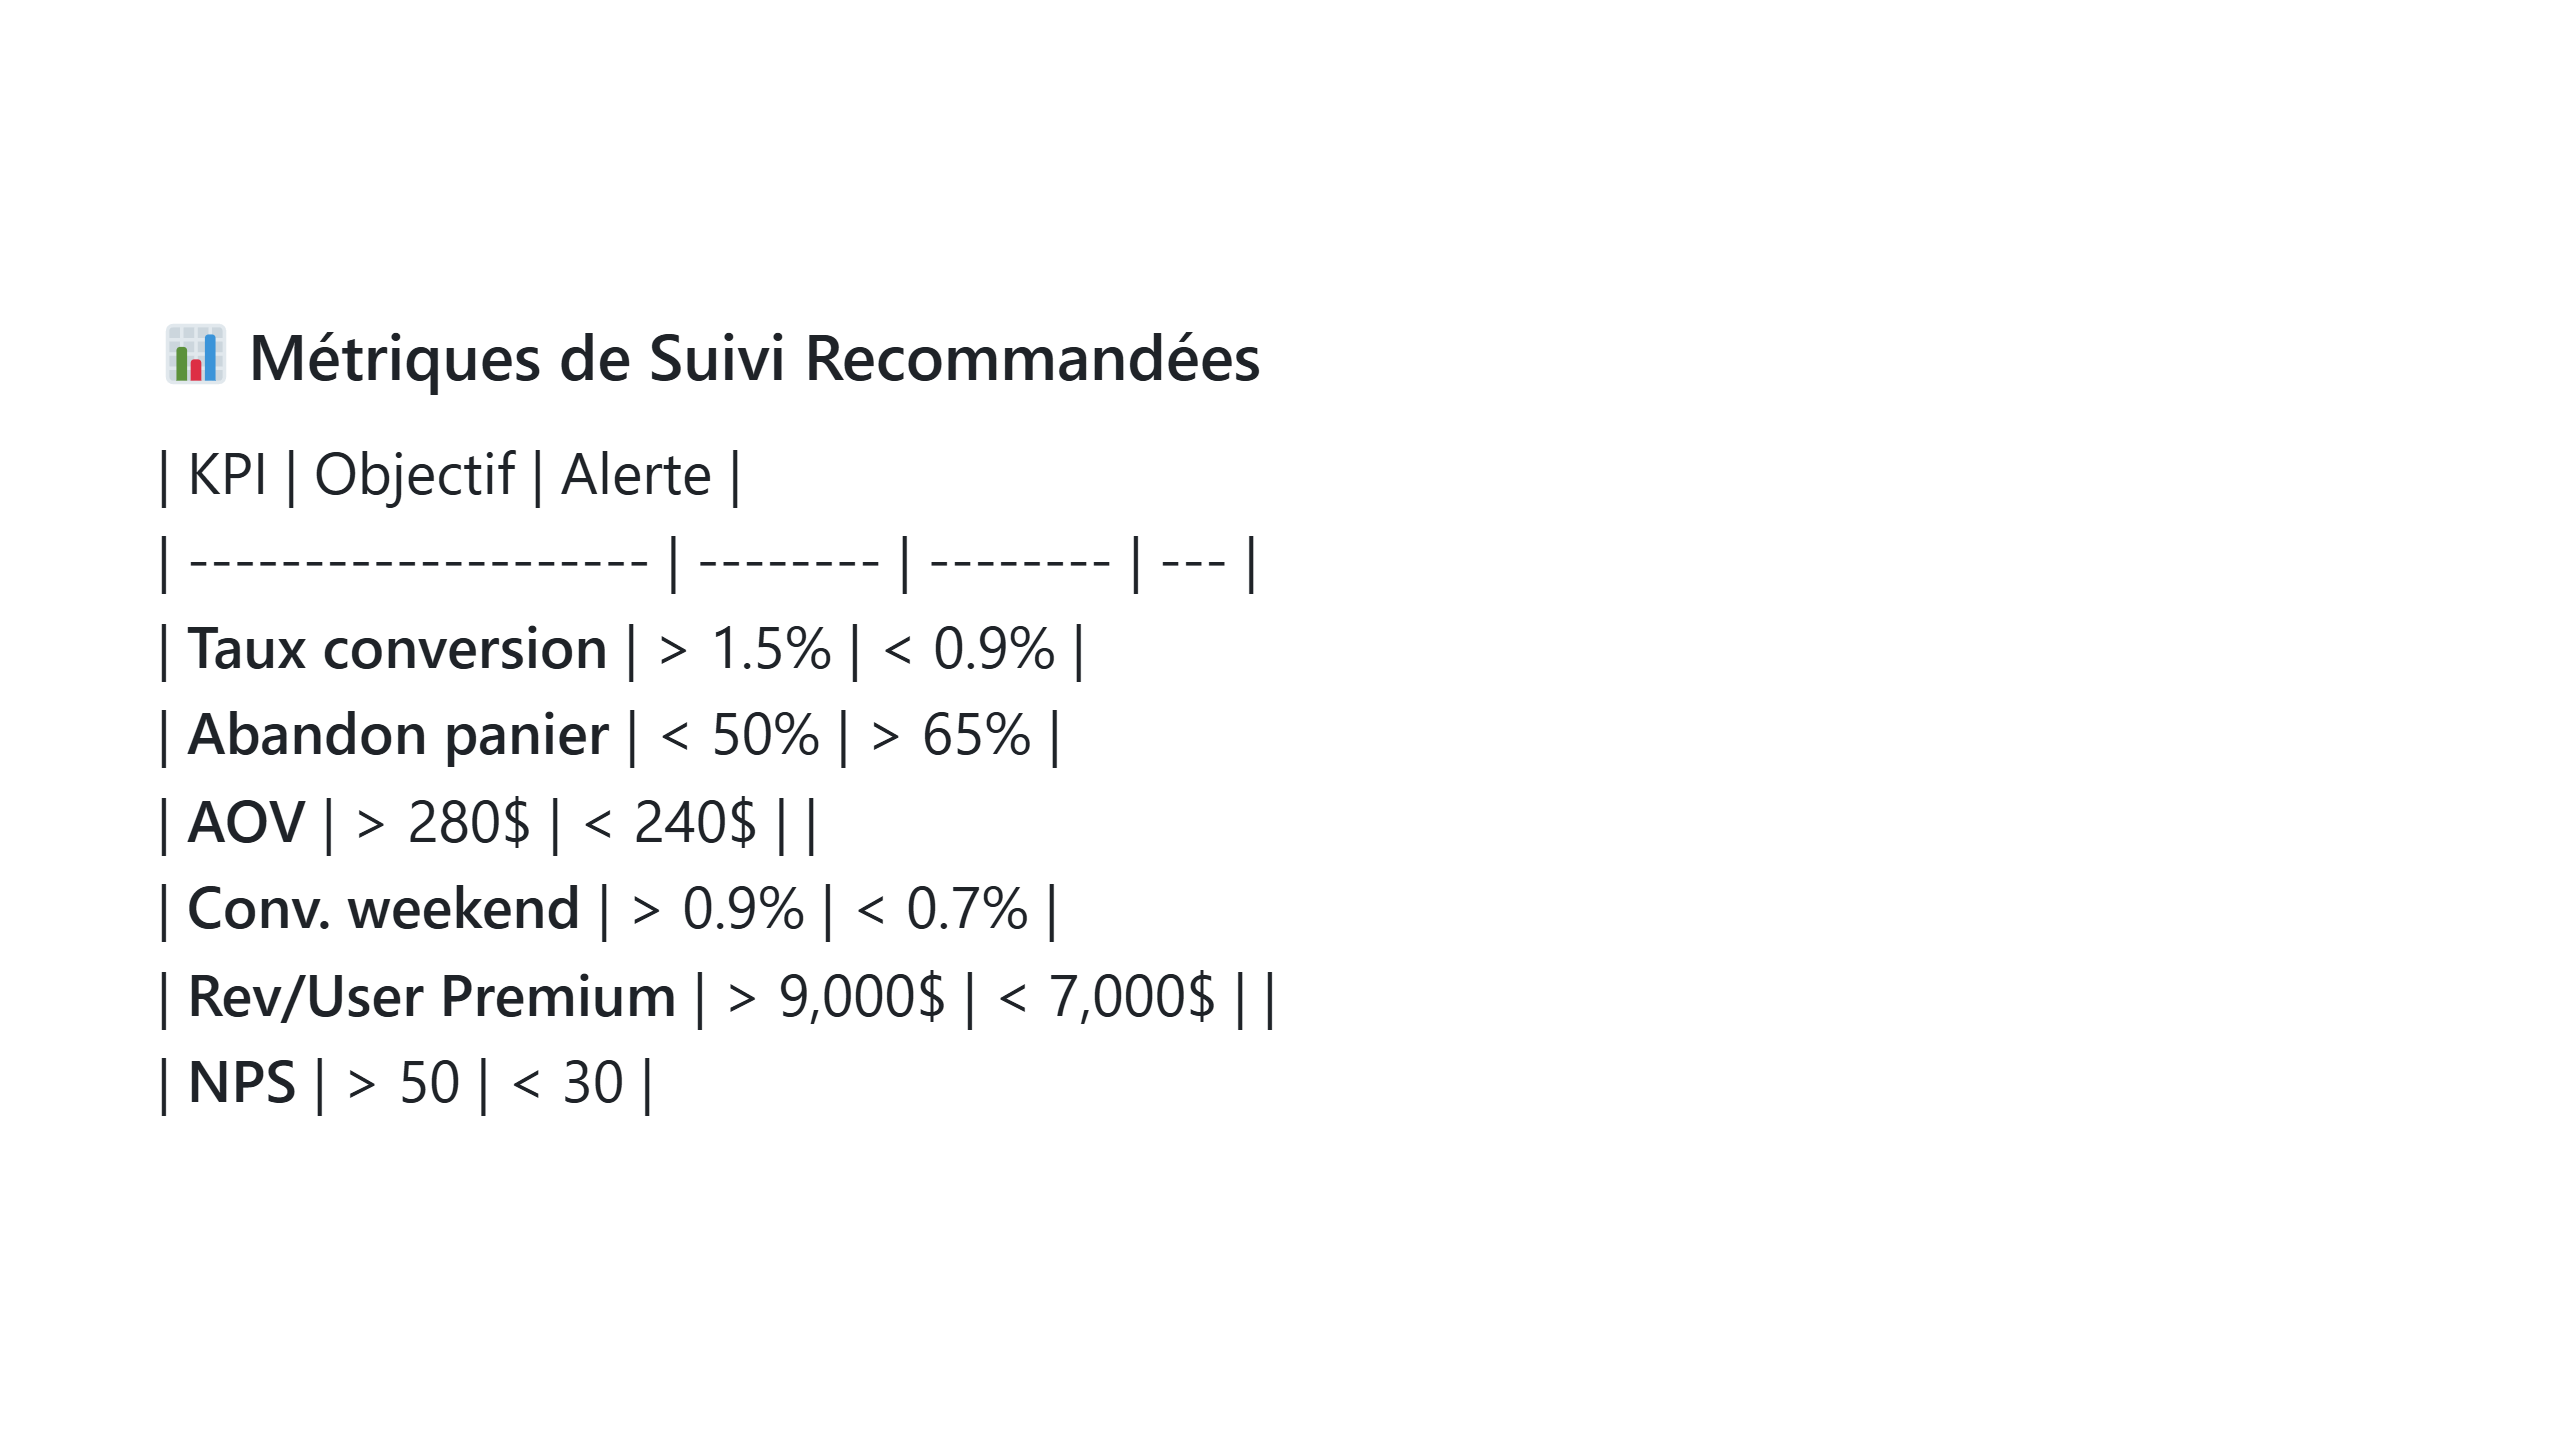 📊 Métriques de Suivi Recommandées
| KPI | Objectif | Alerte |
| -------------------- | -------- | -------- | --- |
| Taux conversion | > 1.5% | < 0.9% |
| Abandon panier | < 50% | > 65% |
| AOV | > 280$ | < 240$ | |
| Conv. weekend | > 0.9% | < 0.7% |
| Rev/User Premium | > 9,000$ | < 7,000$ | |
| NPS | > 50 | < 30 |